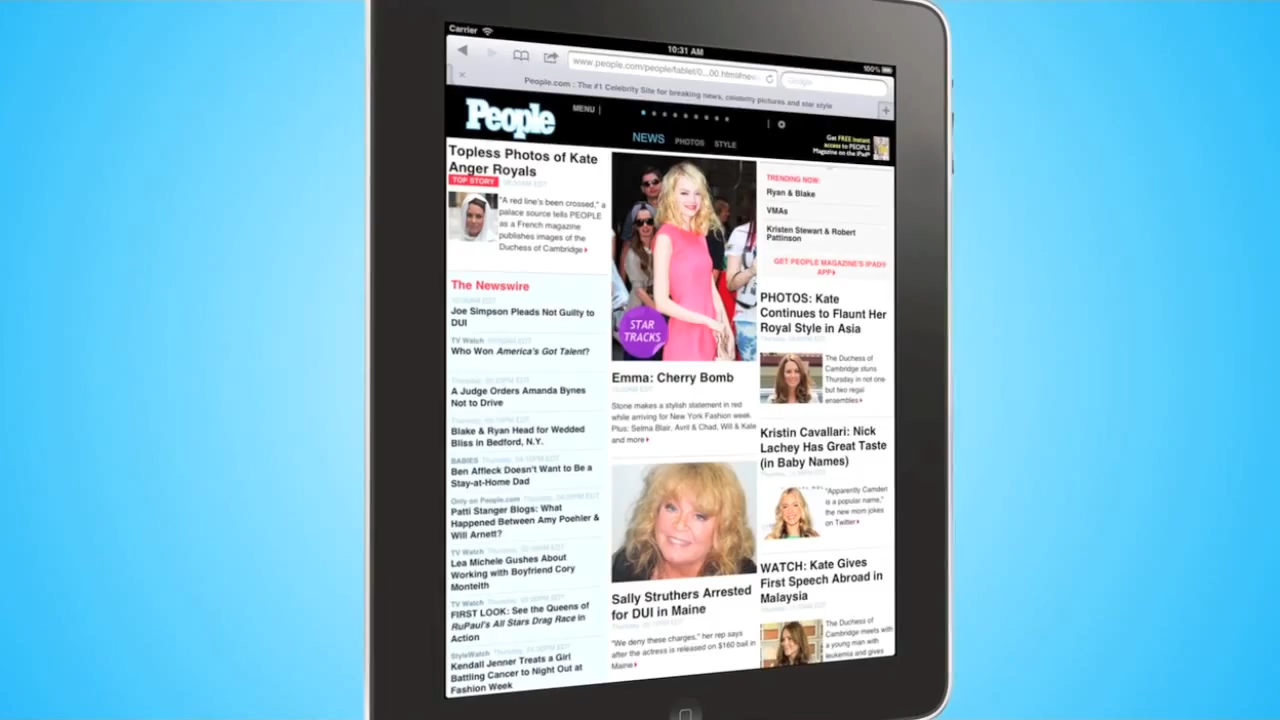 Carrier
10:31 AM
100%
www.people.com/people/tablet/0...00.html#new
Google
People.com : The #1 Celebrity Site for breaking news, celebrity pictures and star style
People
MENU
NEWS PHOTOS STYLE
Get FREE instant
access to PEOPLE
Magazine on the iPad!
Topless Photos of Kate
Anger Royals
TOP STORY
"A red line's been crossed," a
palace source tells PEOPLE
as a French magazine
publishes images of the
Duchess of Cambridge
The Newswire
Joe Simpson Pleads Not Guilty to
DUI
TV Watch
Who Won America's Got Talent?
A Judge Orders Amanda Bynes
Not to Drive
Blake & Ryan Head for Wedded
Bliss in Bedford, N.Y.
BABIES
Ben Affleck Doesn't Want to Be a
Stay-at-Home Dad
Only on People.com
Patti Stanger Blogs: What
Happened Between Amy Poehler &
Will Arnett?
TV Watch
Lea Michele Gushes About
Working with Boyfriend Cory
Monteith
TV Watch
FIRST LOOK: See the Queens of
RuPaul's All Stars Drag Race in
Action
StyleWatch
Kendall Jenner Treats a Girl
Battling Cancer to Night Out at
Fashion Week
STAR
TRACKS
Emma: Cherry Bomb
Stone makes a stylish statement in red
while arriving for New York Fashion week.
Plus: Selma Blair, Avril & Chad, Will & Kate
and more
Sally Struthers Arrested
for DUI in Maine
"We deny these charges," her rep says
after the actress is released on $160 bail in
Maine
TRENDING NOW:
Ryan & Blake
VMAs
Kristen Stewart & Robert
Pattinson
GET PEOPLE MAGAZINE'S IPAD®
APP
PHOTOS: Kate
Continues to Flaunt Her
Royal Style in Asia
The Duchess of
Cambridge stuns
Thursday in not one
but two regal
ensembles
Kristin Cavallari: Nick
Lachey Has Great Taste
(in Baby Names)
"Apparently Camden
is a popular name,"
the new mom jokes
on Twitter
WATCH: Kate Gives
First Speech Abroad in
Malaysia
The Duchess of
Cambridge meets with
a young man with
leukemia and gives